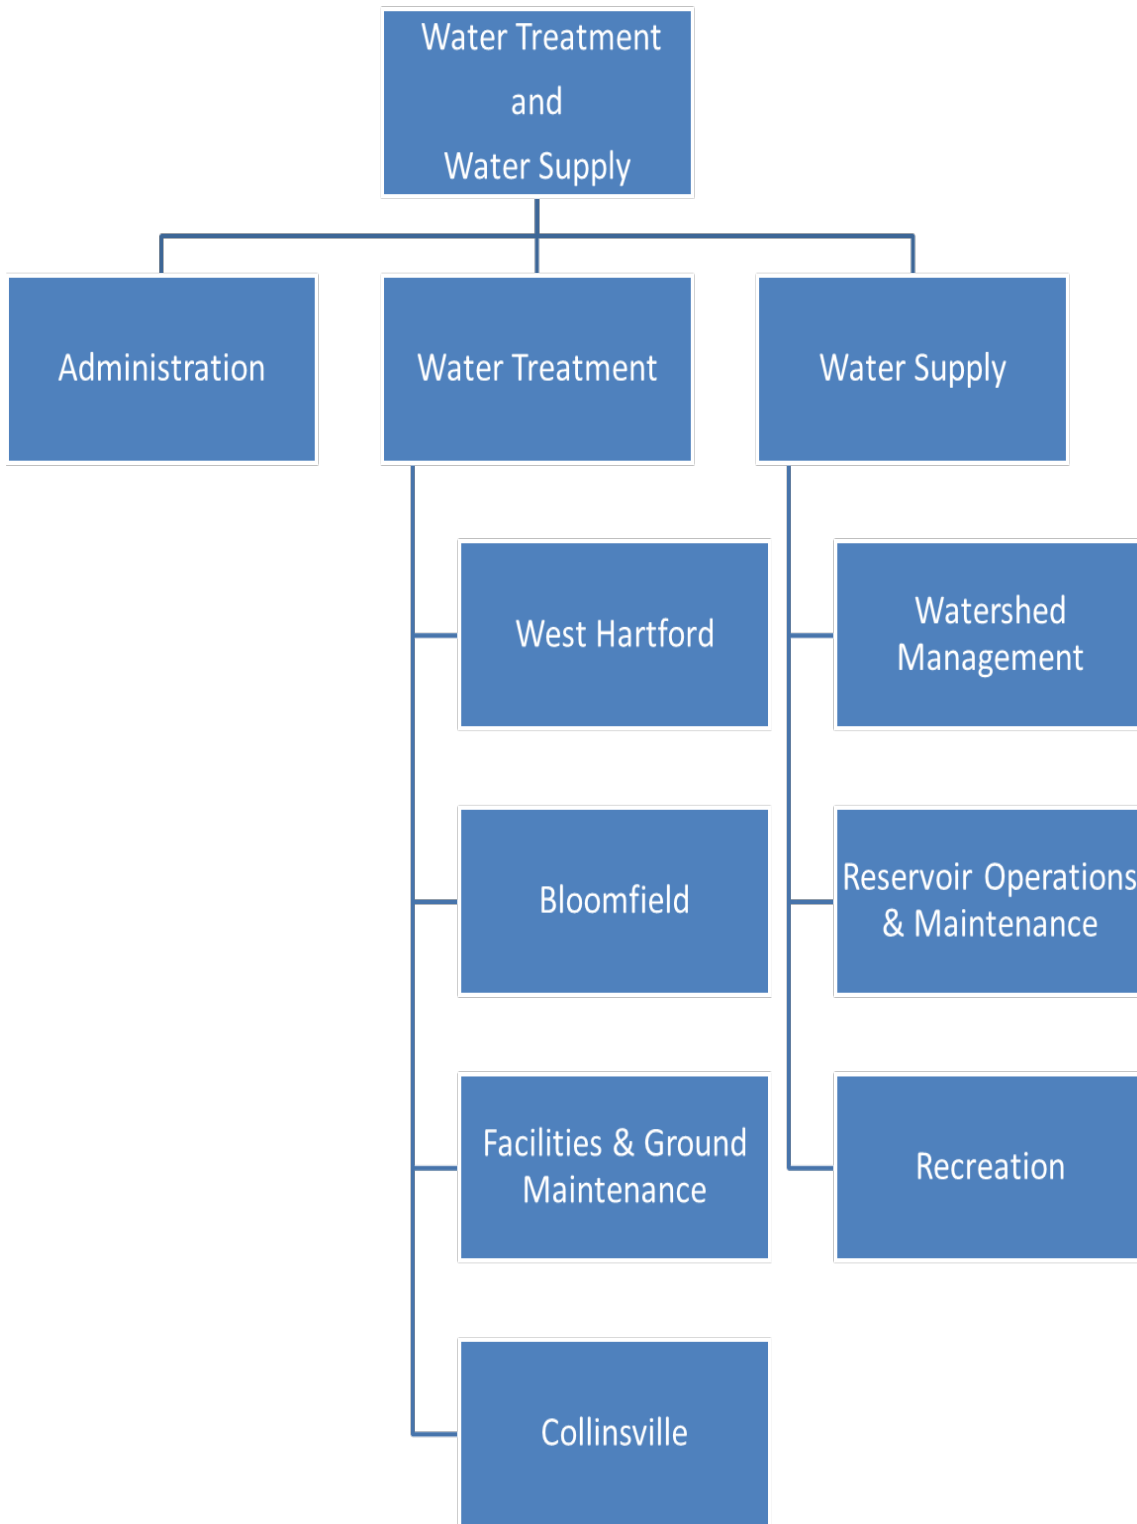 Water Treatment
and
Water Supply
Administration
Water Treatment
Water Supply
West Hartford
Bloomfield
Facilities & Ground
Maintenance
Collinsville
Watershed
Management
Reservoir Operations
& Maintenance
Recreation